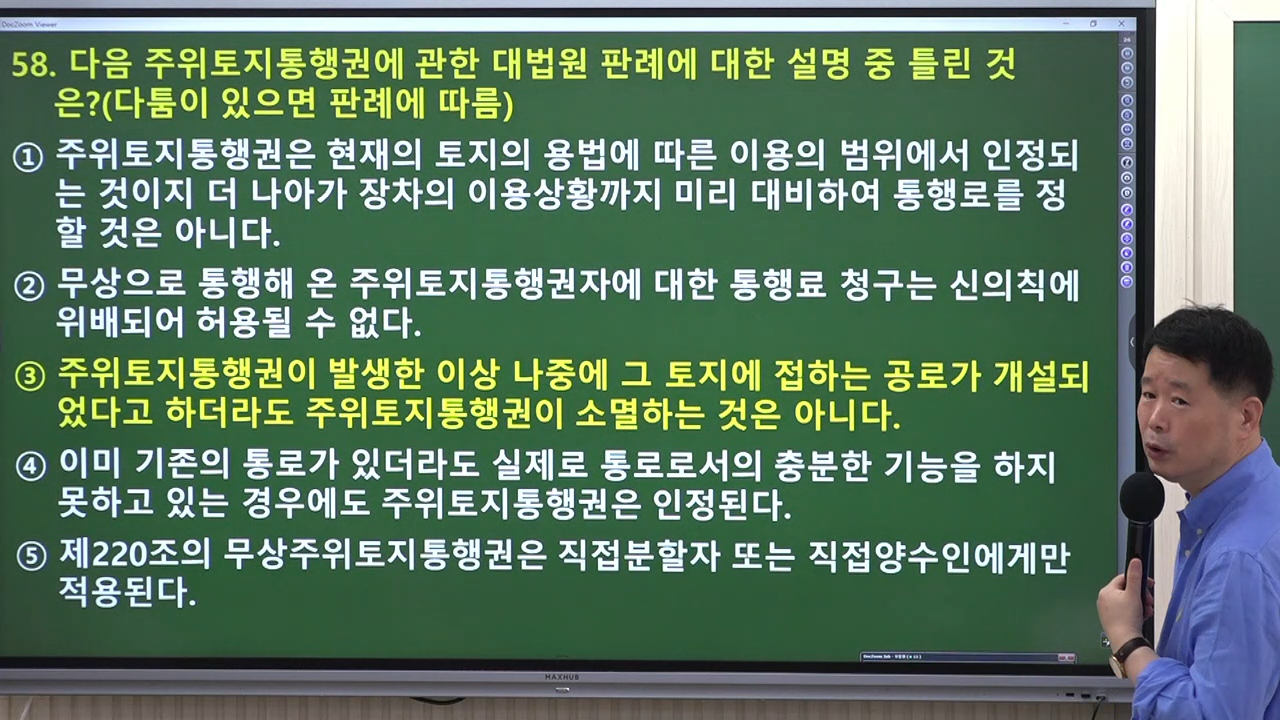 DocZoom Viewer
58. 다음 주위토지통행권에 관한 대법원 판례에 대한 설명 중 틀린 것
은?(다툼이 있으면 판례에 따름)
① 주위토지통행권은 현재의 토지의 용법에 따른 이용의 범위에서 인정되
는 것이지 더 나아가 장차의 이용상황까지 미리 대비하여 통행로를 정
할 것은 아니다.
② 무상으로 통행해 온 주위토지통행권자에 대한 통행료 청구는 신의칙에
위배되어 허용될 수 없다.
③ 주위토지통행권이 발생한 이상 나중에 그 토지에 접하는 공로가 개설되
었다고 하더라도 주위토지통행권이 소멸하는 것은 아니다.
④ 이미 기존의 통로가 있더라도 실제로 통로로서의 충분한 기능을 하지
못하고 있는 경우에도 주위토지통행권은 인정된다.
⑤ 제220조의 무상주위토지통행권은 직접분할자 또는 직접양수인에게만
적용된다.
MAXHUB